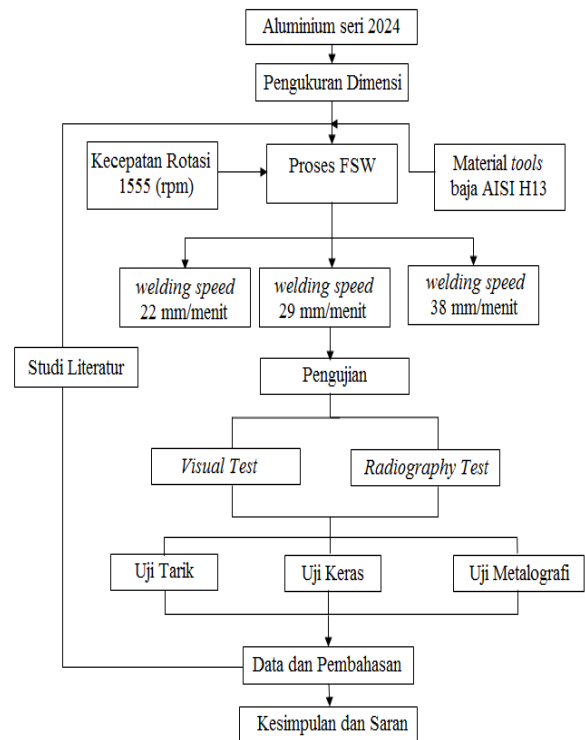 Aluminium seri 2024
Pengukuran Dimensi
Kecepatan Rotasi
1555 (rpm)
Proses FSW
Material tools
baja AISI H13
welding speed
22 mm/menit
welding speed
29 mm/menit
welding speed
38 mm/menit
Studi Literatur
Pengujian
Visual Test
Radiography Test
Uji Tarik
Uji Keras
Uji Metalografi
Data dan Pembahasan
Kesimpulan dan Saran